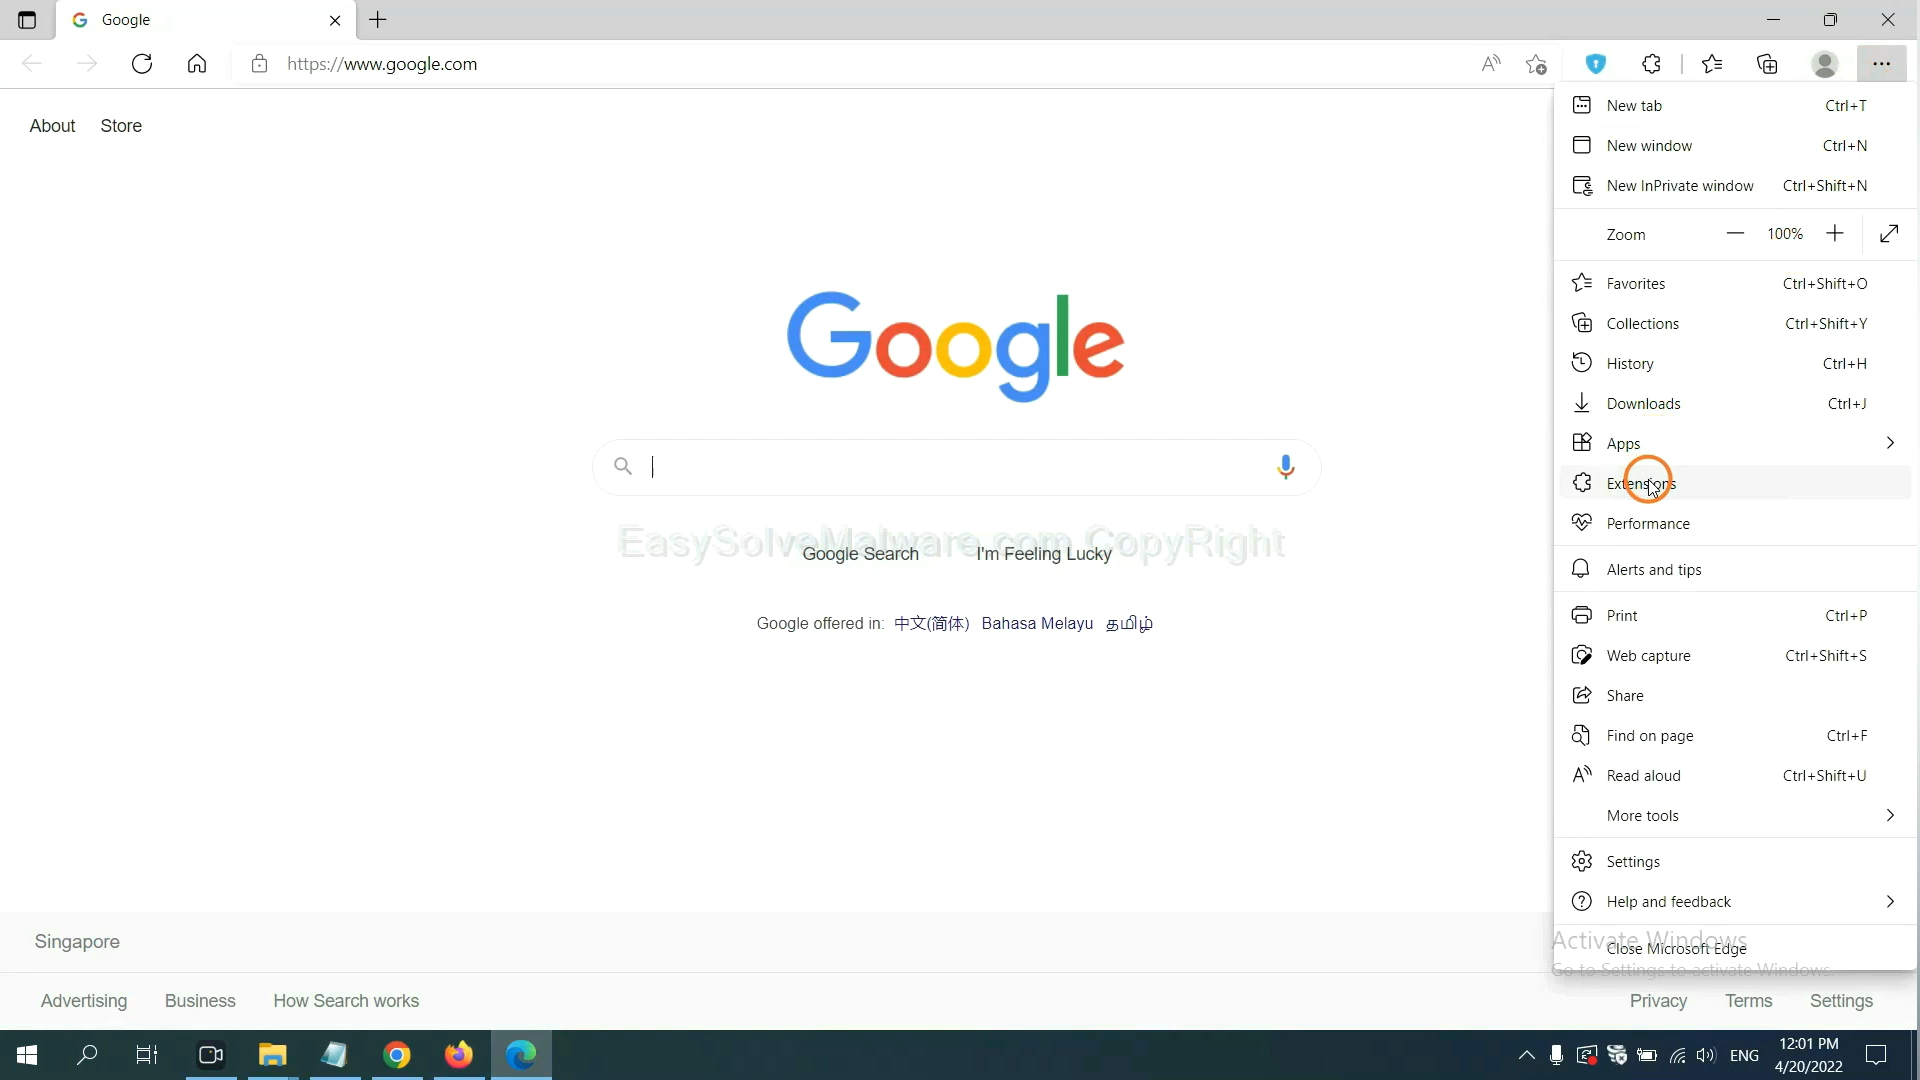 Google
https://www.google.com
About Store
New tab Ctrl+T
New window Ctrl+N
New InPrivate window Ctrl+Shift+N
Zoom 100%
Favorites Ctrl+Shift+O
Collections Ctrl+Shift+Y
History Ctrl+H
Downloads Ctrl+J
Apps
Extensions
Performance
Alerts and tips
Print Ctrl+P
Web capture Ctrl+Shift+S
Share
Find on page Ctrl+F
Read aloud Ctrl+Shift+U
More tools
Settings
Help and feedback
Close Microsoft Edge
Google
EasySolveMalware.com CopyRight
Google Search I'm Feeling Lucky
Google offered in: 中文(简体) Bahasa Melayu தமிழ்
Activate Windows
Go to Settings to activate Windows.
Singapore
Advertising Business How Search works Privacy Terms Settings
ENG
12:01 PM
4/20/2022